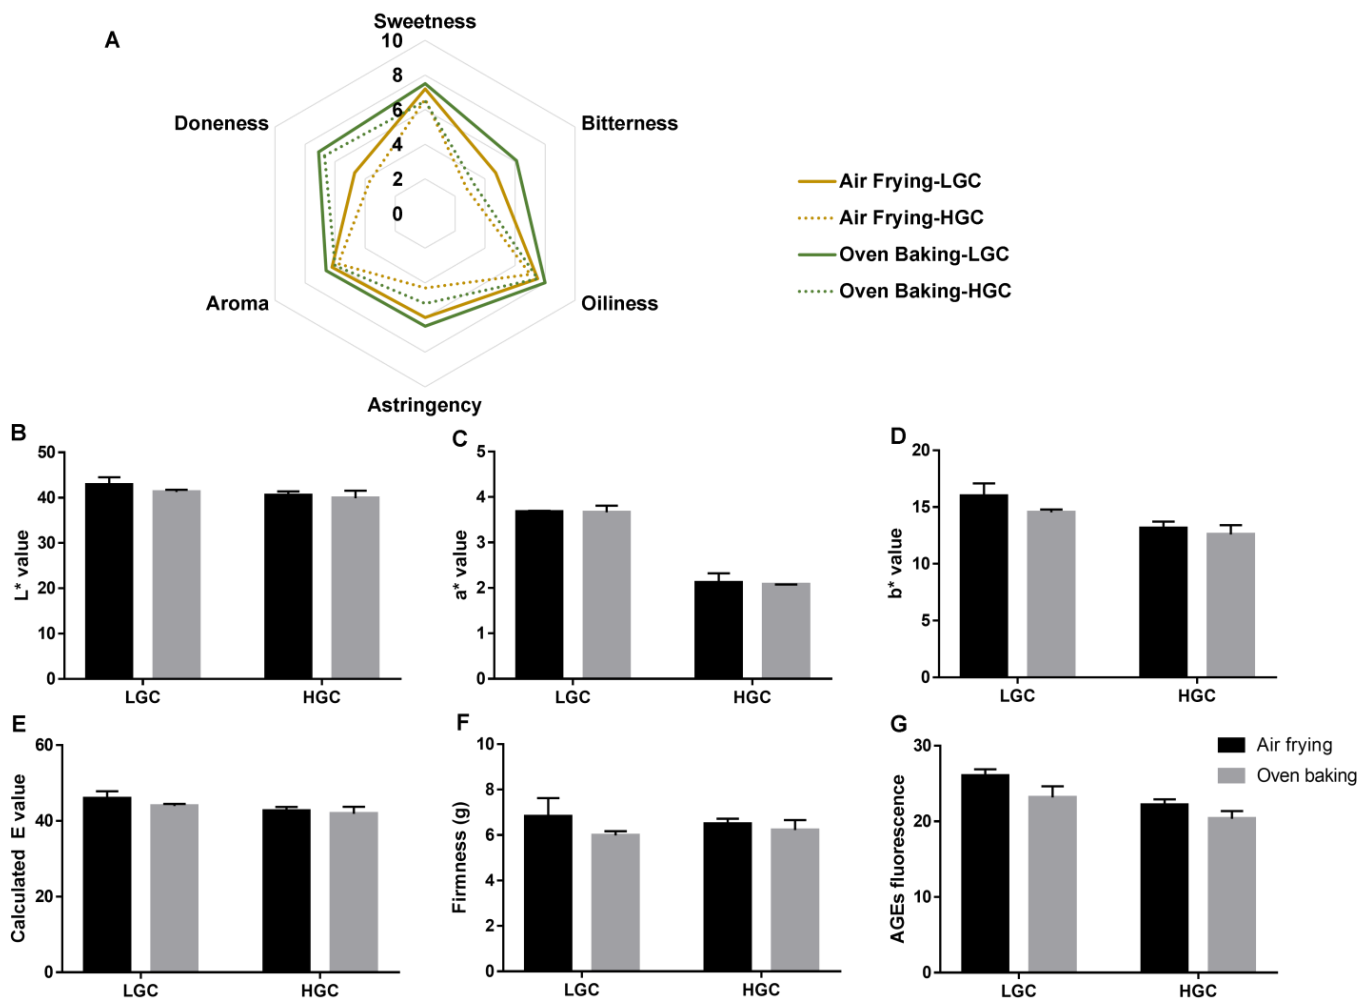 A
Sweetness
10
8
6
4
2
0
Doneness
Bitterness
Aroma
Oiliness
Astringency
Air Frying-LGC
Air Frying-HGC
Oven Baking-LGC
Oven Baking-HGC
B
50
40
30
20
10
0
L* value
LGC
HGC
C
5
4
3
2
1
0
a* value
LGC
HGC
D
20
15
10
5
0
b* value
LGC
HGC
E
60
40
20
0
Calculated E value
LGC
HGC
F
10
8
6
4
2
0
Firmness (g)
LGC
HGC
G
30
20
10
0
AGEs fluorescence
LGC
HGC
Air frying
Oven baking